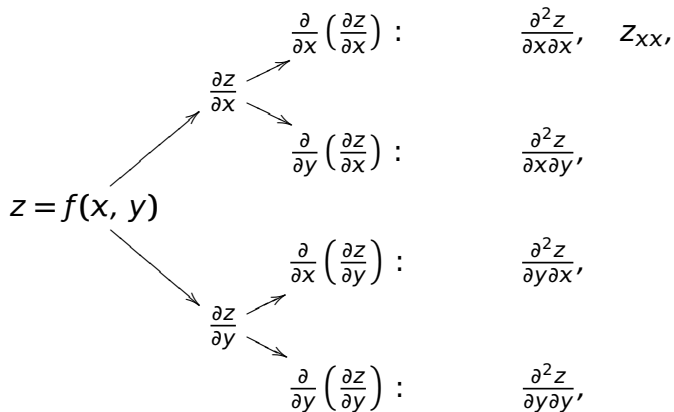 ∂/∂x (∂z/∂x) : ∂²z/∂x∂x, z_xx,
∂z/∂x
∂/∂y (∂z/∂x) : ∂²z/∂x∂y,
z = f(x, y)
∂/∂x (∂z/∂y) : ∂²z/∂y∂x,
∂z/∂y
∂/∂y (∂z/∂y) : ∂²z/∂y∂y,